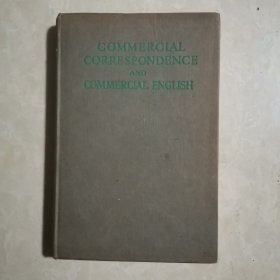 COMMERCIAL
CORRESPONDENCE
AND
COMMERCIAL ENGLISH